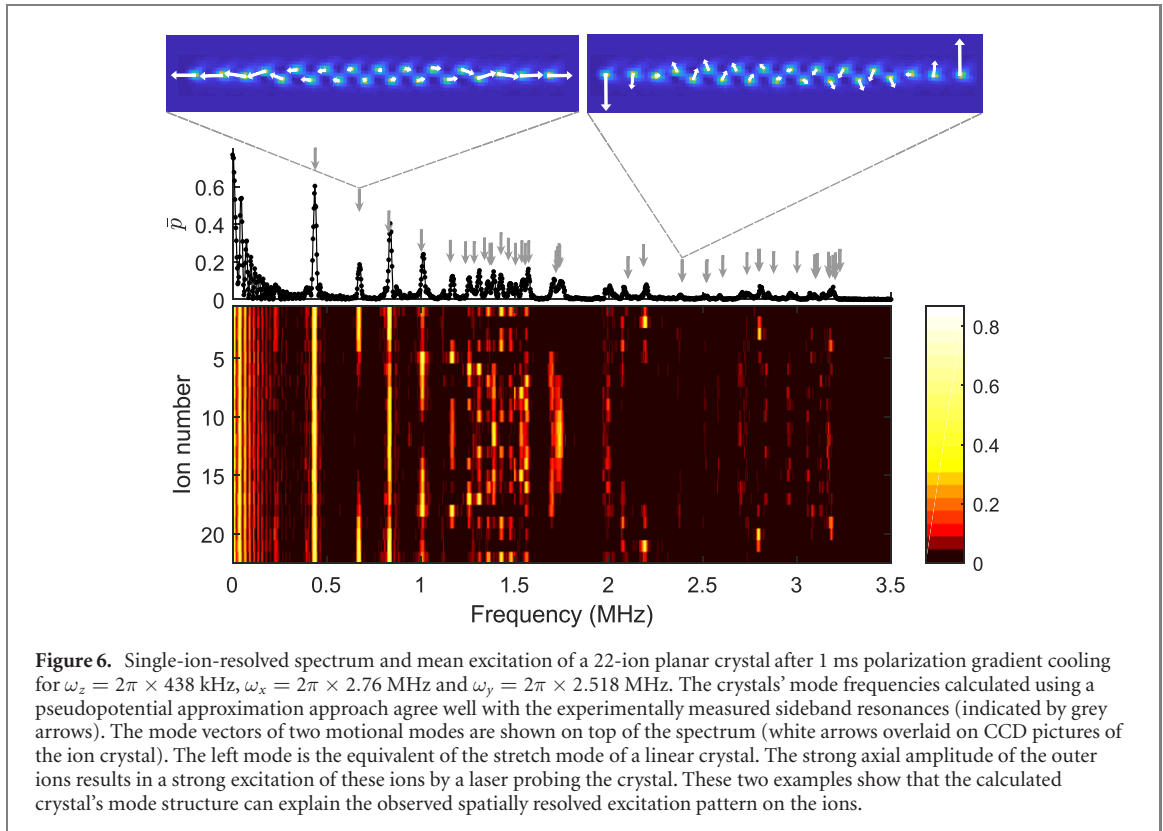 0.6
0.4
0.2
0
p̄
5
10
15
20
Ion number
0.8
0.6
0.4
0.2
0
0 0.5 1 1.5 2 2.5 3 3.5
Frequency (MHz)
Figure 6. Single-ion-resolved spectrum and mean excitation of a 22-ion planar crystal after 1 ms polarization gradient cooling
for ωz = 2π × 438 kHz, ωx = 2π × 2.76 MHz and ωy = 2π × 2.518 MHz. The crystals' mode frequencies calculated using a
pseudopotential approximation approach agree well with the experimentally measured sideband resonances (indicated by grey
arrows). The mode vectors of two motional modes are shown on top of the spectrum (white arrows overlaid on CCD pictures of
the ion crystal). The left mode is the equivalent of the stretch mode of a linear crystal. The strong axial amplitude of the outer
ions results in a strong excitation of these ions by a laser probing the crystal. These two examples show that the calculated
crystal's mode structure can explain the observed spatially resolved excitation pattern on the ions.